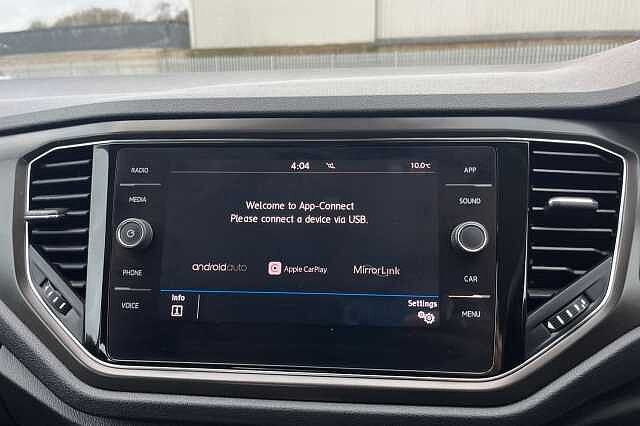 RADIO
MEDIA
PHONE
VOICE
4:04
10.0°C
Welcome to App-Connect
Please connect a device via USB.
androidauto
Apple CarPlay
MirrorLink
Info
Settings
APP
SOUND
CAR
MENU